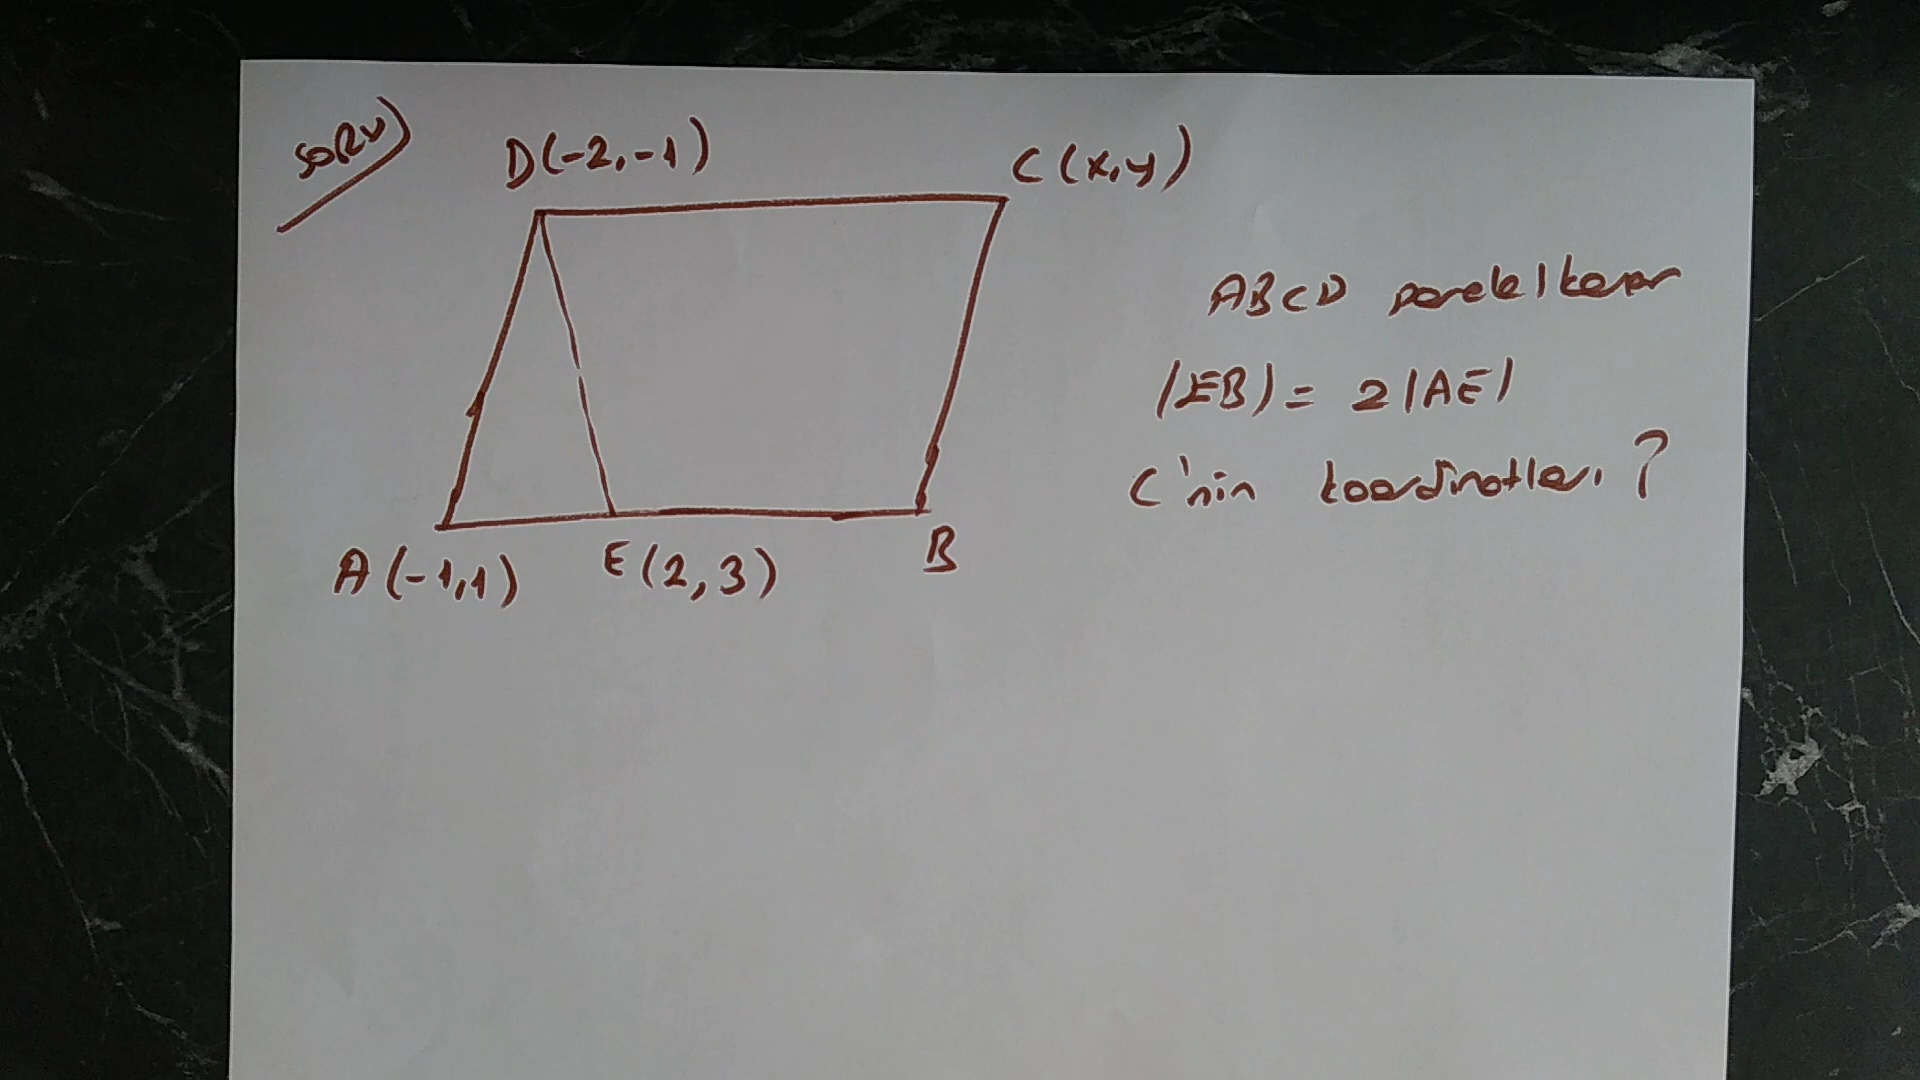 SORU
D(-2,-1)
C(x,y)
ABCD paralelkenar
|EB|= 2|AE|
C'nin koordinatları ?
A(-1,1)
E(2,3)
B